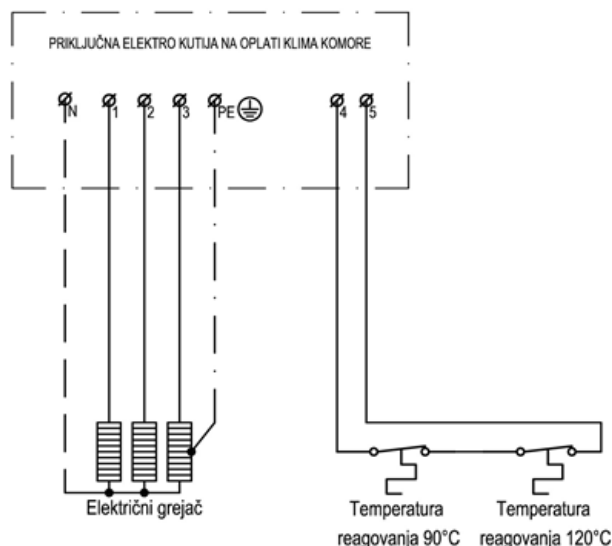 PRIKLJUČNA ELEKTRO KUTIJA NA OPLATI KLIMA KOMORE
N 1 2 3 PE 4 5
Električni grejač
Temperatura
reagovanja 90°C
Temperatura
reagovanja 120°C